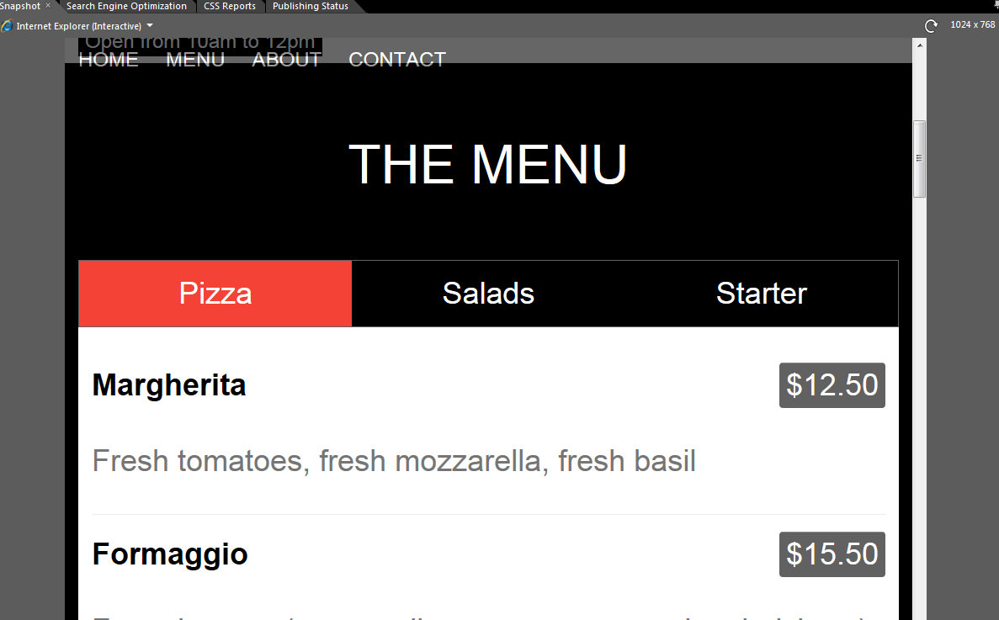 Snapshot × Search Engine Optimization CSS Reports Publishing Status
Internet Explorer (Interactive) 1024 x 768
Open from 10am to 12pm
HOME MENU ABOUT CONTACT
THE MENU
Pizza Salads Starter
Margherita $12.50
Fresh tomatoes, fresh mozzarella, fresh basil
Formaggio $15.50